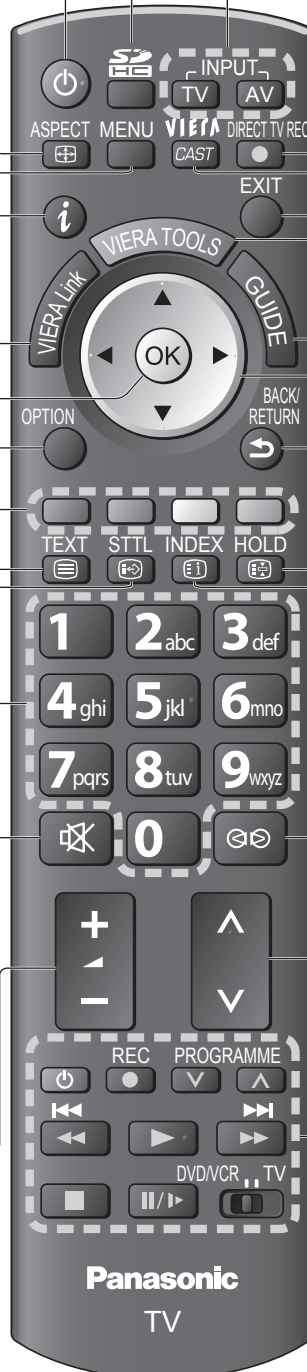 SD
HC
INPUT
TV AV
ASPECT MENU VIERA DIRECT TV REC
CAST
EXIT
i
VIERA TOOLS
VIERA Link
GUIDE
OK
OPTION
BACK/
RETURN
TEXT STTL INDEX HOLD
1 2abc 3def
4ghi 5jkl 6mno
7pqrs 8tuv 9wxyz
0
+
−
REC PROGRAMME
DVD/VCR TV
Panasonic
TV